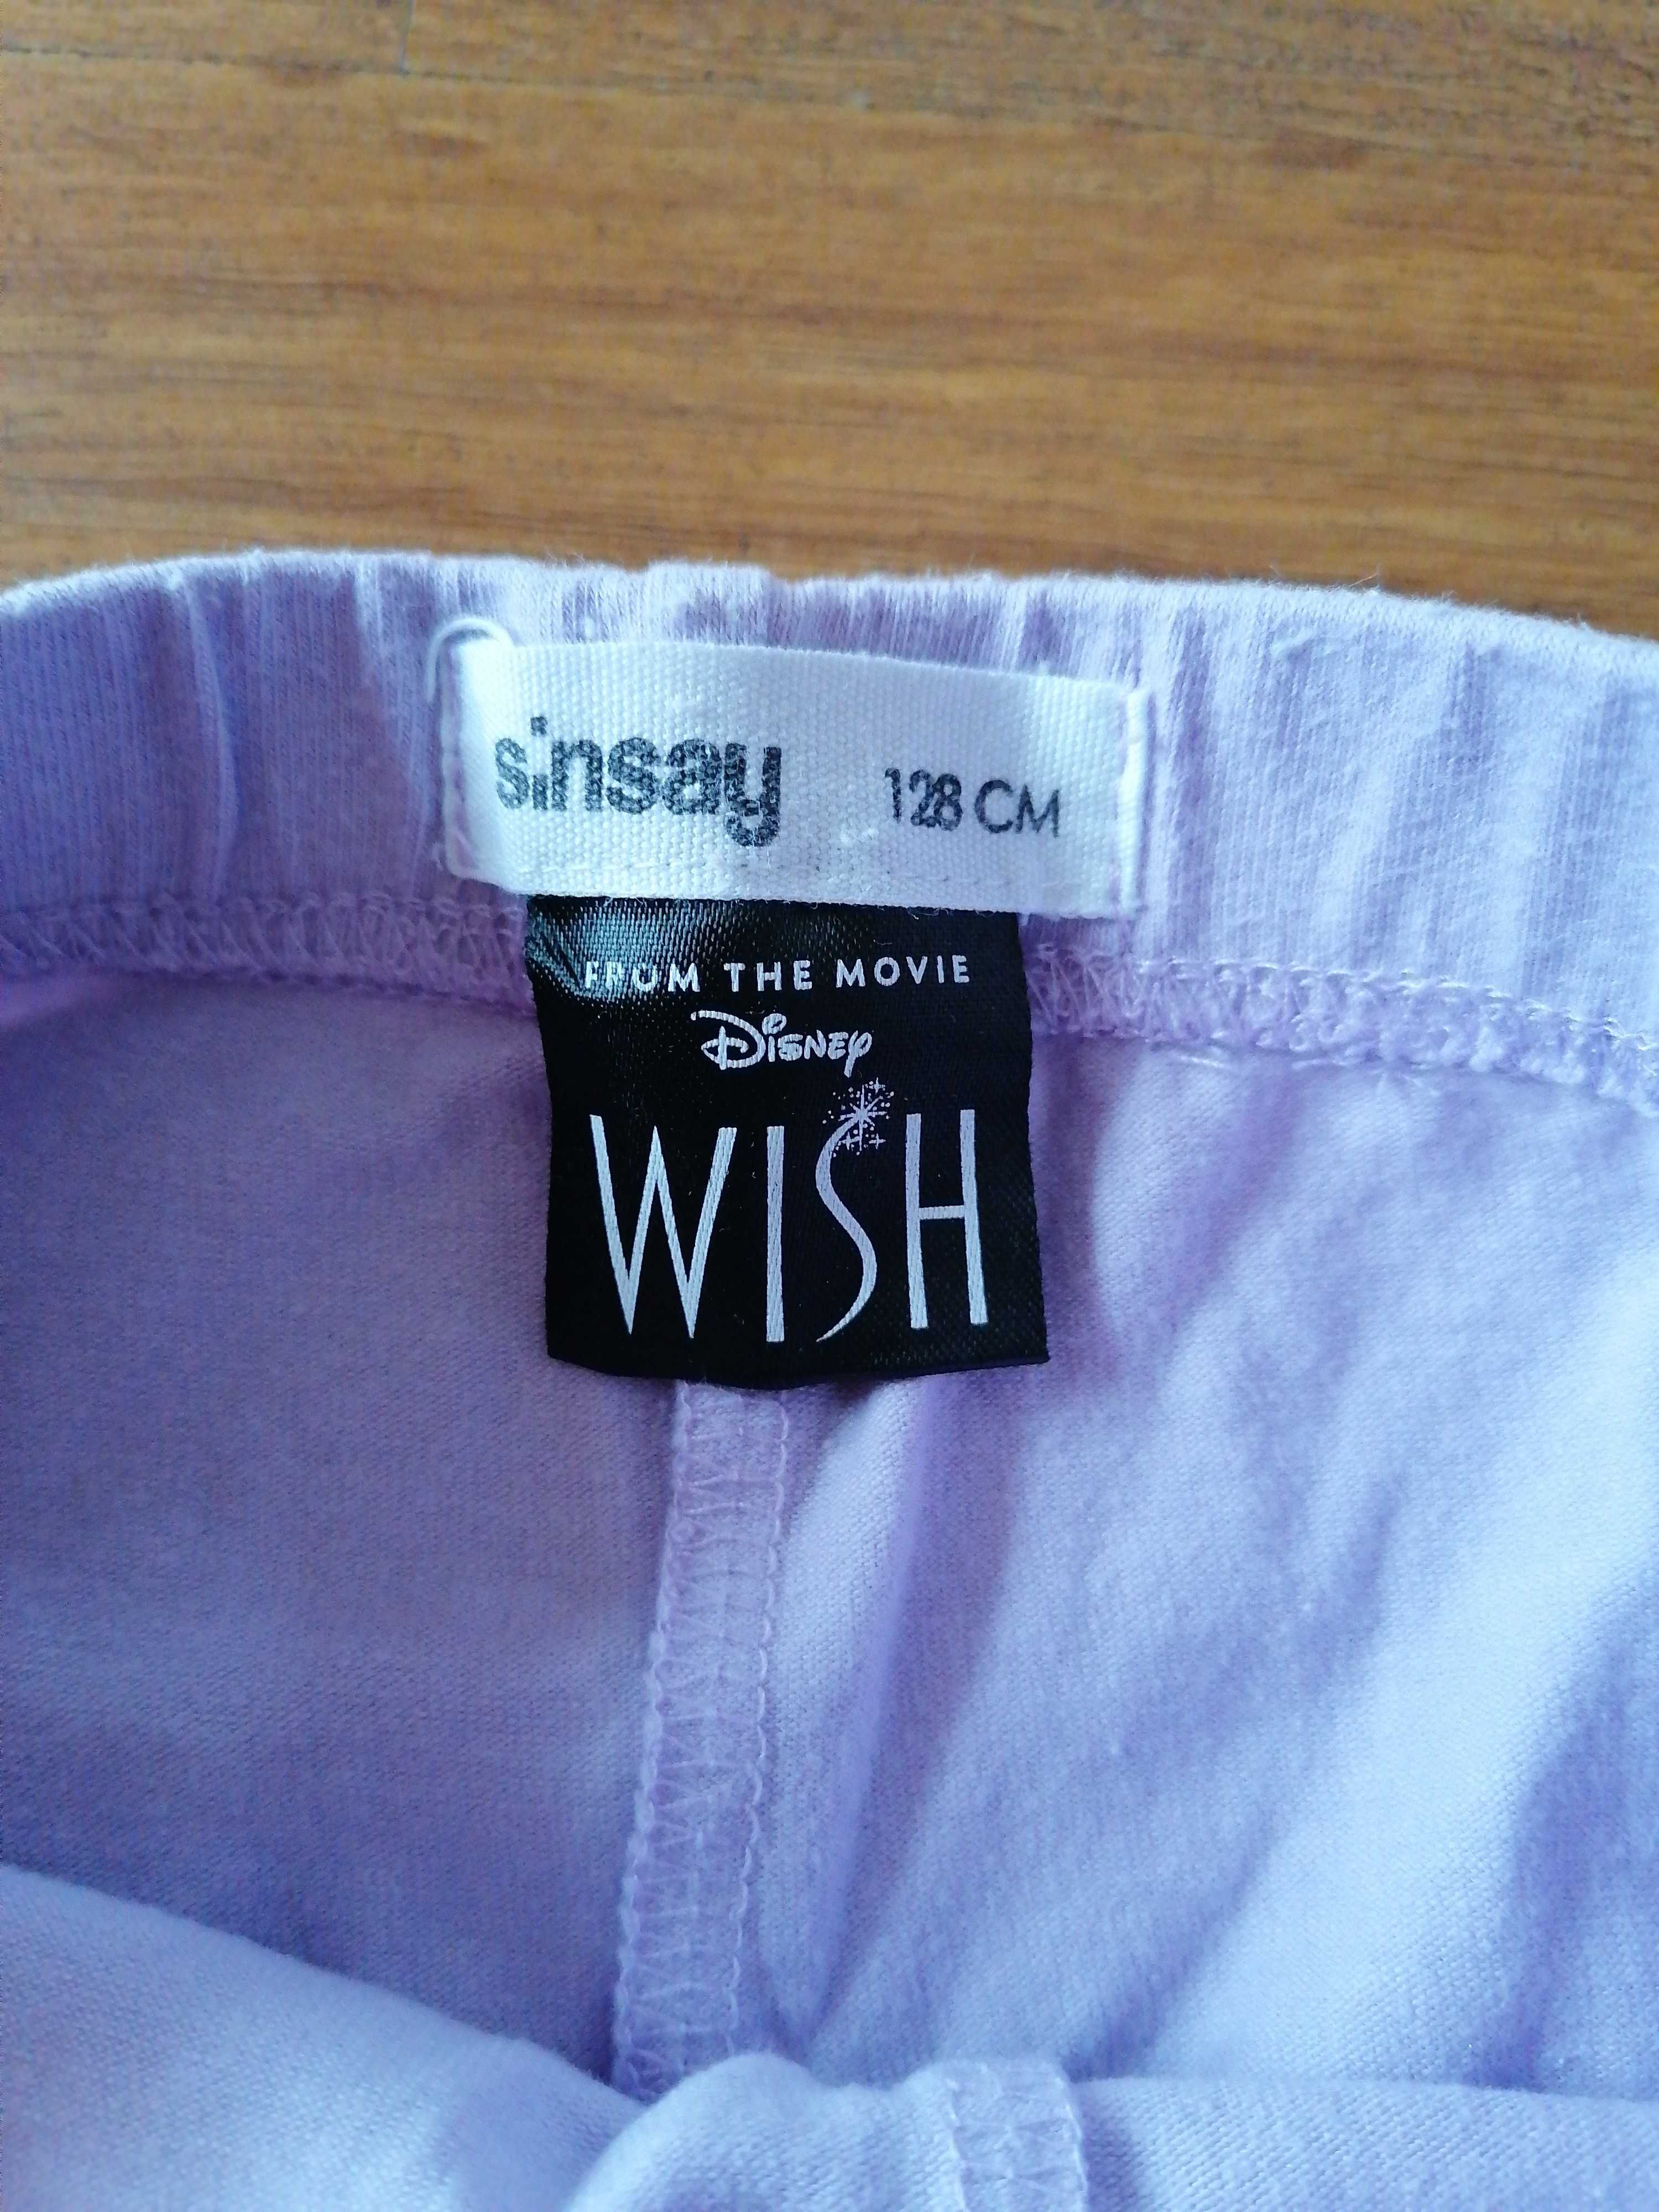 sinsay 128 CM
FROM THE MOVIE
Disney
WISH